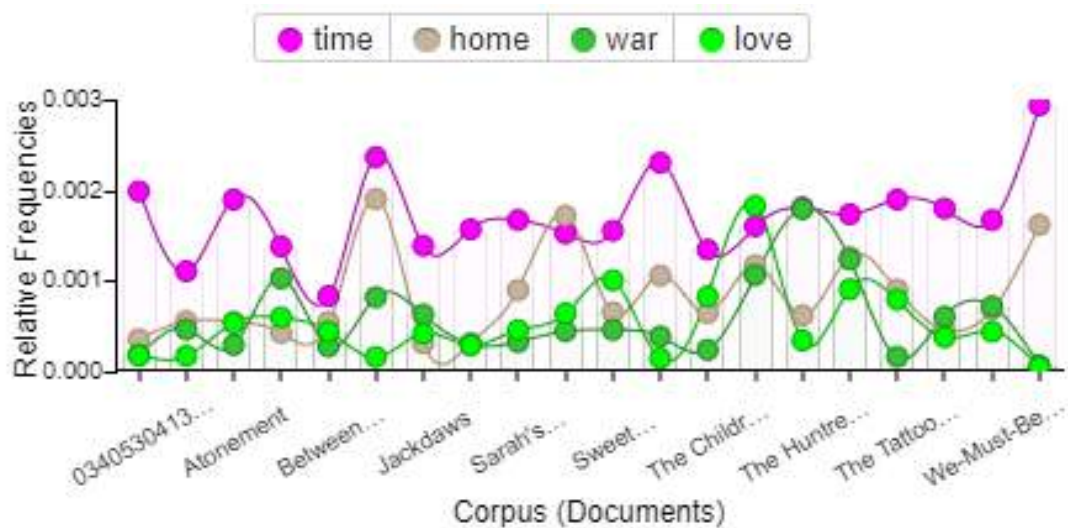 time home war love
Relative Frequencies
0.003
0.002
0.001
0.000
0340530413...
Atonement
Between...
Jackdaws
Sarah's...
Sweet...
The Childr...
The Huntre...
The Tattoo...
We-Must-Be...
Corpus (Documents)